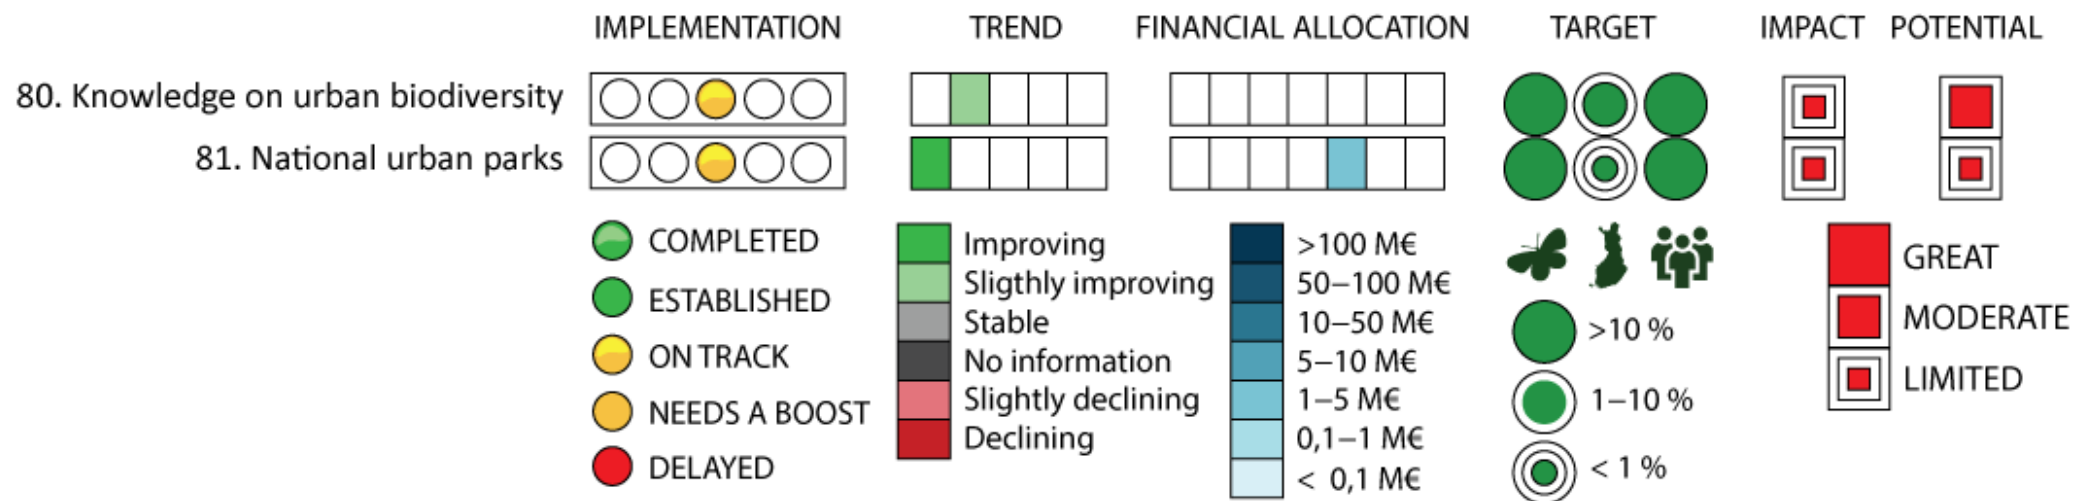 IMPLEMENTATION TREND FINANCIAL ALLOCATION TARGET IMPACT POTENTIAL
80. Knowledge on urban biodiversity
81. National urban parks
COMPLETED
ESTABLISHED
ON TRACK
NEEDS A BOOST
DELAYED
Improving
Sligthly improving
Stable
No information
Slightly declining
Declining
>100 M€
50–100 M€
10–50 M€
5–10 M€
1–5 M€
0,1–1 M€
< 0,1 M€
>10 %
1–10 %
< 1 %
GREAT
MODERATE
LIMITED